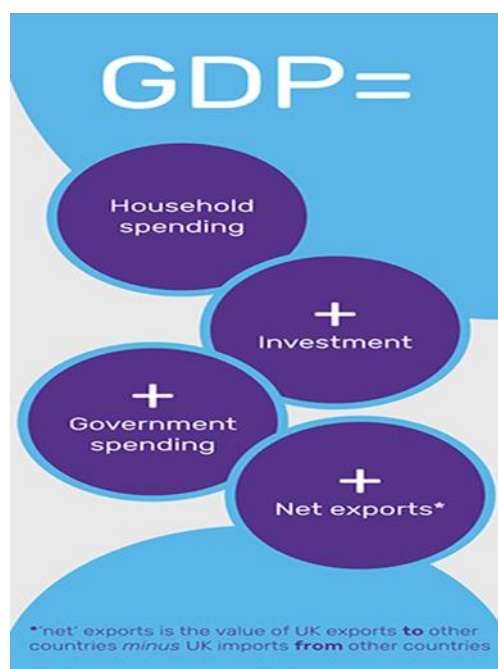 GDP=
Household
spending
+
Investment
+
Government
spending
+
Net exports*
*'net' exports is the value of UK exports to other
countries minus UK imports from other countries